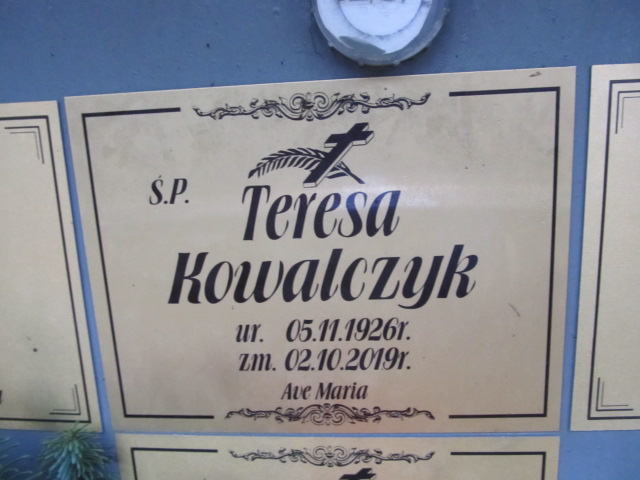 Ś.P.
Teresa
Kowalczyk
ur. 05.11.1926r.
zm. 02.10.2019r.
Ave Maria